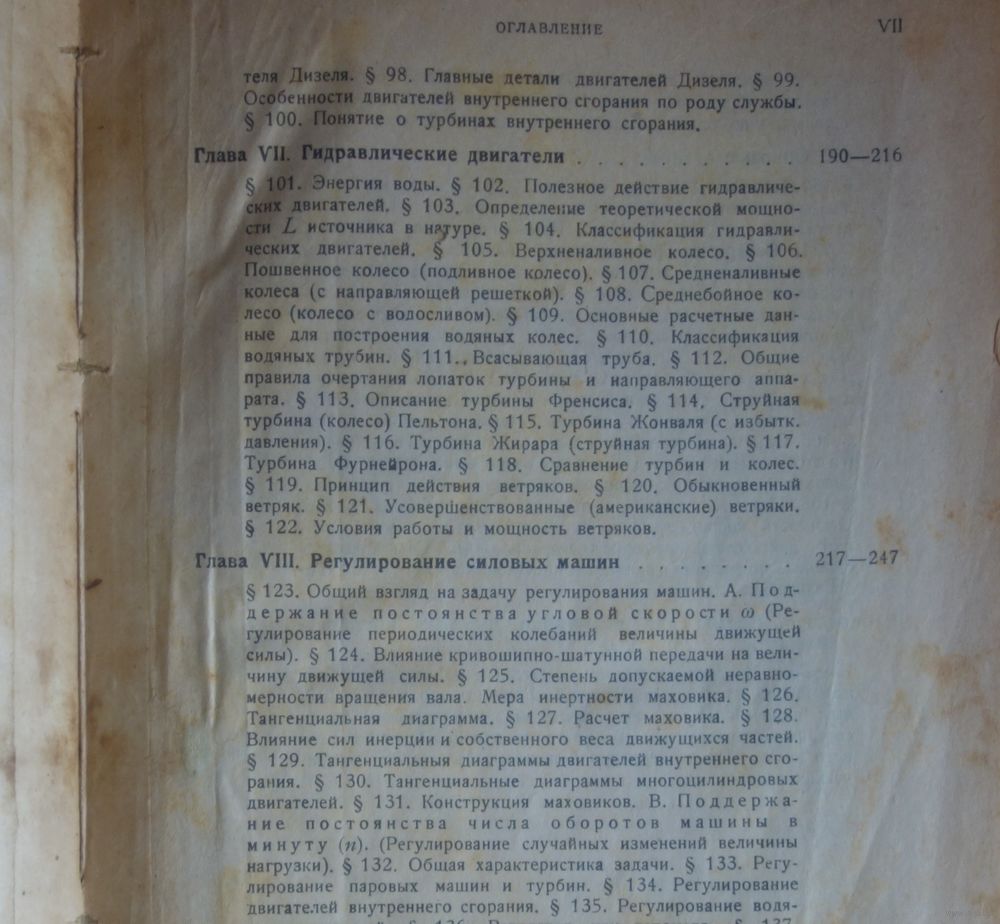 ОГЛАВЛЕНИЕ VII
теля Дизеля. § 98. Главные детали двигателей Дизеля. § 99.
Особенности двигателей внутреннего сгорания по роду службы.
§ 100. Понятие о турбинах внутреннего сгорания.
Глава VII. Гидравлические двигатели . . . . . . . . . . . 190—216
§ 101. Энергия воды. § 102. Полезное действие гидравличе-
ских двигателей. § 103. Определение теоретической мощно-
сти L источника в натуре. § 104. Классификация гидравли-
ческих двигателей. § 105. Верхненаливное колесо. § 106.
Пошвенное колесо (подливное колесо). § 107. Средненаливные
колеса (с направляющей решеткой). § 108. Среднебойное ко-
лесо (колесо с водосливом). § 109. Основные расчетные дан-
ные для построения водяных колес. § 110. Классификация
водяных трубин. § 111. Всасывающая труба. § 112. Общие
правила очертания лопаток турбины и направляющего аппа-
рата. § 113. Описание турбины Френсиса. § 114. Струйная
турбина (колесо) Пельтона. § 115. Турбина Жонваля (с избытк.
давления). § 116. Турбина Жирара (струйная турбина). § 117.
Турбина Фурнейрона. § 118. Сравнение турбин и колес.
§ 119. Принцип действия ветряков. § 120. Обыкновенный
ветряк. § 121. Усовершенствованные (американские) ветряки.
§ 122. Условия работы и мощность ветряков.
Глава VIII. Регулирование силовых машин . . . . . . . . 217—247
§ 123. Общий взгляд на задачу регулирования машин. А. Под-
держание постоянства угловой скорости ω (Ре-
гулирование периодических колебаний величины движущей
силы). § 124. Влияние кривошипно-шатунной передачи на вели-
чину движущей силы. § 125. Степень допускаемой неравно-
мерности вращения вала. Мера инертности маховика. § 126.
Тангенциальная диаграмма. § 127. Расчет маховика. § 128.
Влияние сил инерции и собственного веса движущихся частей.
§ 129. Тангенциальныя диаграммы двигателей внутреннего сго-
рания. § 130. Тангенциальные диаграммы многоцилиндровых
двигателей. § 131. Конструкция маховиков. В. Поддержа-
ние постоянства числа оборотов машины в
минуту (n). (Регулирование случайных изменений величины
нагрузки). § 132. Общая характеристика задачи. § 133. Регу-
лирование паровых машин и турбин. § 134. Регулирование
двигателей внутреннего сгорания. § 135. Регулирование водя-